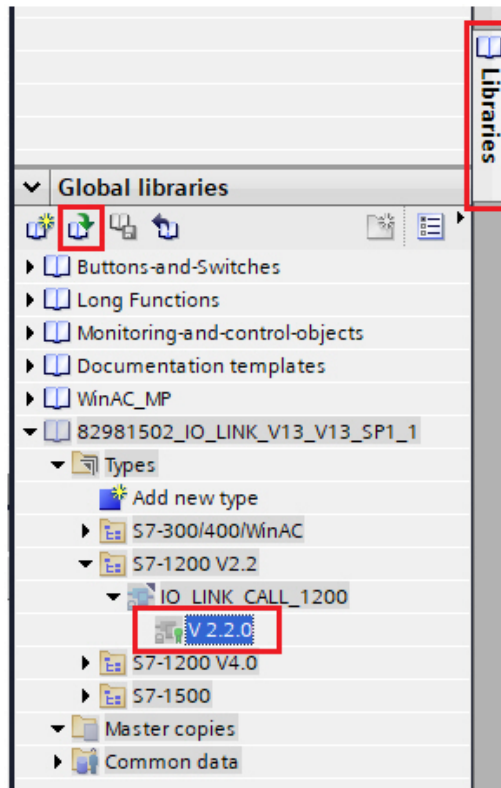 Libraries
Global libraries
Buttons-and-Switches
Long Functions
Monitoring-and-control-objects
Documentation templates
WinAC_MP
82981502_IO_LINK_V13_V13_SP1_1
Types
Add new type
S7-300/400/WinAC
S7-1200 V2.2
IO_LINK_CALL_1200
V 2.2.0
S7-1200 V4.0
S7-1500
Master copies
Common data